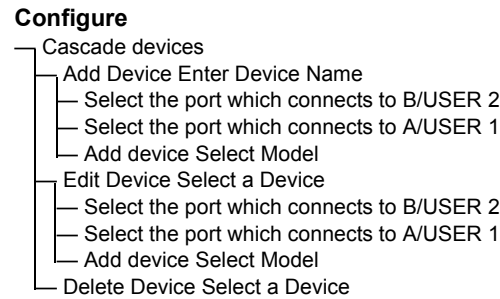 Configure
Cascade devices
Add Device Enter Device Name
Select the port which connects to B/USER 2
Select the port which connects to A/USER 1
Add device Select Model
Edit Device Select a Device
Select the port which connects to B/USER 2
Select the port which connects to A/USER 1
Add device Select Model
Delete Device Select a Device